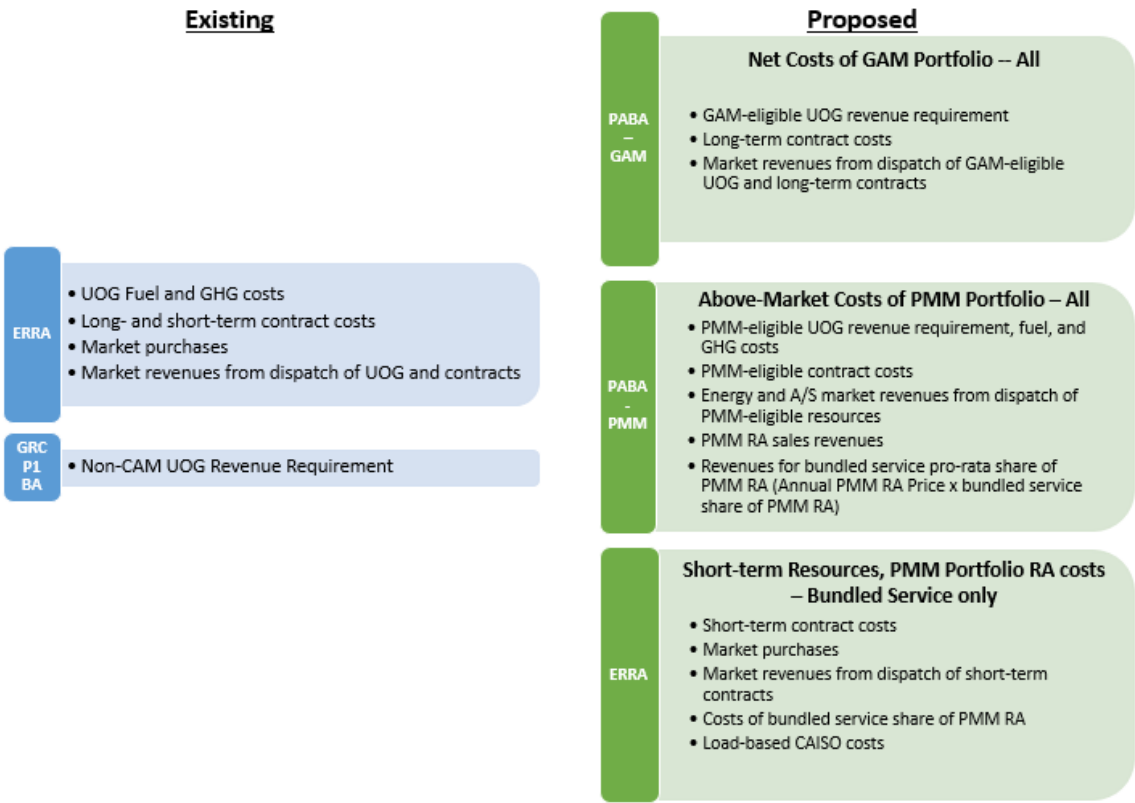 Existing
ERRA
• UOG Fuel and GHG costs
• Long- and short-term contract costs
• Market purchases
• Market revenues from dispatch of UOG and contracts
GRC
P1
BA
• Non-CAM UOG Revenue Requirement
Proposed
PABA
–
GAM
Net Costs of GAM Portfolio – All
• GAM-eligible UOG revenue requirement
• Long-term contract costs
• Market revenues from dispatch of GAM-eligible
UOG and long-term contracts
PABA
-
PMM
Above-Market Costs of PMM Portfolio – All
• PMM-eligible UOG revenue requirement, fuel, and
GHG costs
• PMM-eligible contract costs
• Energy and A/S market revenues from dispatch of
PMM-eligible resources
• PMM RA sales revenues
• Revenues for bundled service pro-rata share of
PMM RA (Annual PMM RA Price x bundled service
share of PMM RA)
ERRA
Short-term Resources, PMM Portfolio RA costs
– Bundled Service only
• Short-term contract costs
• Market purchases
• Market revenues from dispatch of short-term
contracts
• Costs of bundled service share of PMM RA
• Load-based CAISO costs